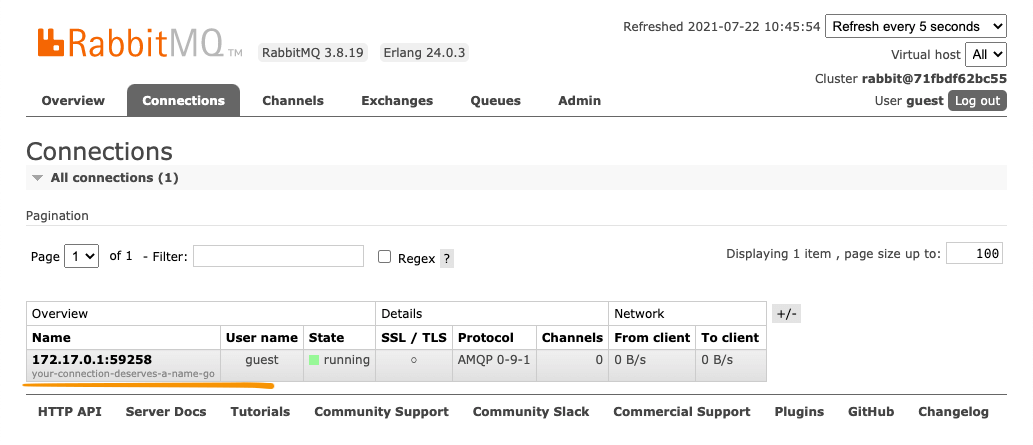 Refreshed 2021-07-22 10:45:54 Refresh every 5 seconds
RabbitMQ TM RabbitMQ 3.8.19 Erlang 24.0.3
Virtual host All
Cluster rabbit@71fbdf62bc55
User guest Log out
Overview Connections Channels Exchanges Queues Admin
Connections
All connections (1)
Pagination
Page 1 of 1 - Filter: Regex ? Displaying 1 item , page size up to: 100
Overview Details Network +/-
Name User name State SSL / TLS Protocol Channels From client To client
172.17.0.1:59258 guest running ○ AMQP 0-9-1 0 0 B/s 0 B/s
your-connection-deserves-a-name-go
HTTP API Server Docs Tutorials Community Support Community Slack Commercial Support Plugins GitHub Changelog